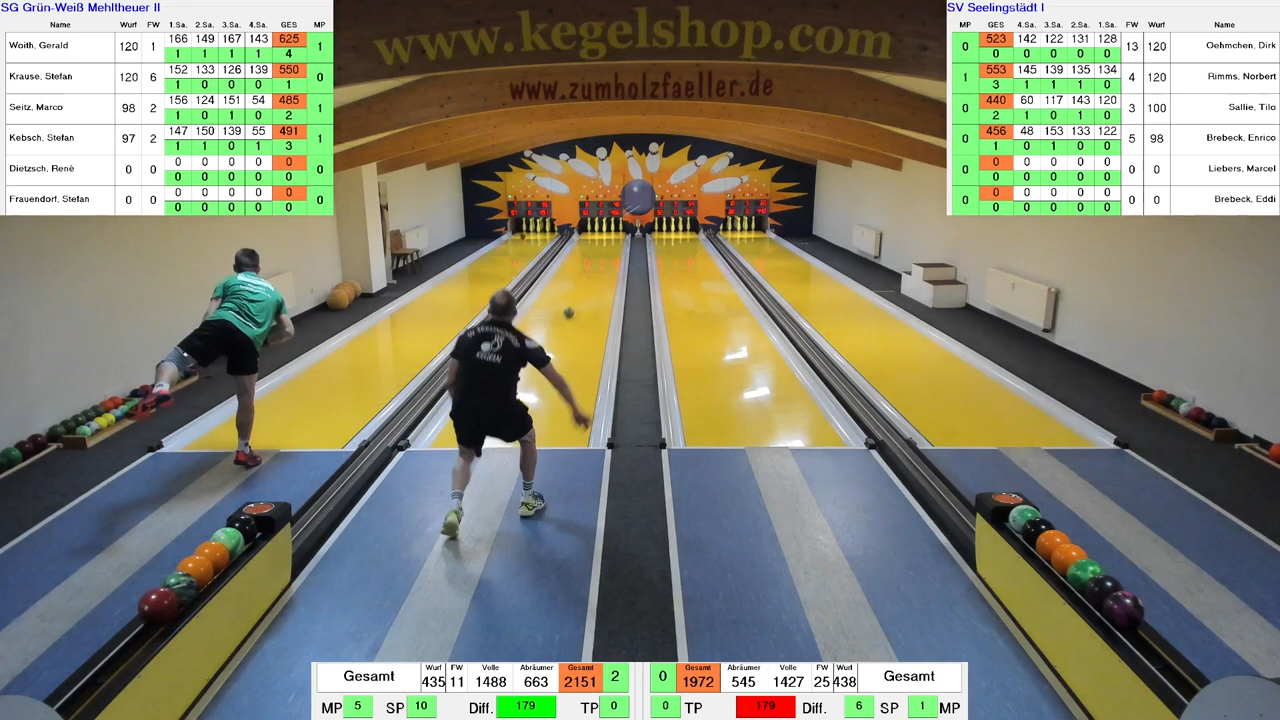 SG Grün-Weiß Mehltheuer II
Name Wurf FW 1.Sa. 2.Sa. 3.Sa. 4.Sa. GES MP
Woith, Gerald 120 1 166 149 167 143 625 1
1 1 1 1 4
Krause, Stefan 120 6 152 133 126 139 550 0
1 0 0 0 1
Seitz, Marco 98 2 156 124 151 54 485 1
1 0 1 0 2
Kebsch, Stefan 97 2 147 150 139 55 491 1
1 1 0 1 3
Dietzsch, René 0 0 0 0 0 0 0 0
0 0 0 0 0
Frauendorf, Stefan 0 0 0 0 0 0 0 0
0 0 0 0 0
SV Seelingstädt I
MP GES 4.Sa. 3.Sa. 2.Sa. 1.Sa. FW Wurf Name
0 523 142 122 131 128 13 120 Oehmchen, Dirk
0 0 0 0 0
1 553 145 139 135 134 4 120 Rimms, Norbert
3 1 1 1 0
0 440 60 117 143 120 3 100 Sallie, Tilo
2 1 0 1 0
0 456 48 153 133 122 5 98 Brebeck, Enrico
1 0 1 0 0
0 0 0 0 0 0 0 0 Liebers, Marcel
0 0 0 0 0
0 0 0 0 0 0 0 0 Brebeck, Eddi
0 0 0 0 0
www.kegelshop.com
www.zumholzfaeller.de
SV SEELINGSTÄDT
KEGELN
Gesamt Wurf 435 FW 11 Volle 1488 Abräumer 663 Gesamt 2151 2
MP 5 SP 10 Diff. 179 TP 0
0 Gesamt 1972 Abräumer 545 Volle 1427 FW 25 Wurf 438 Gesamt
0 TP 179 Diff. 6 SP 1 MP